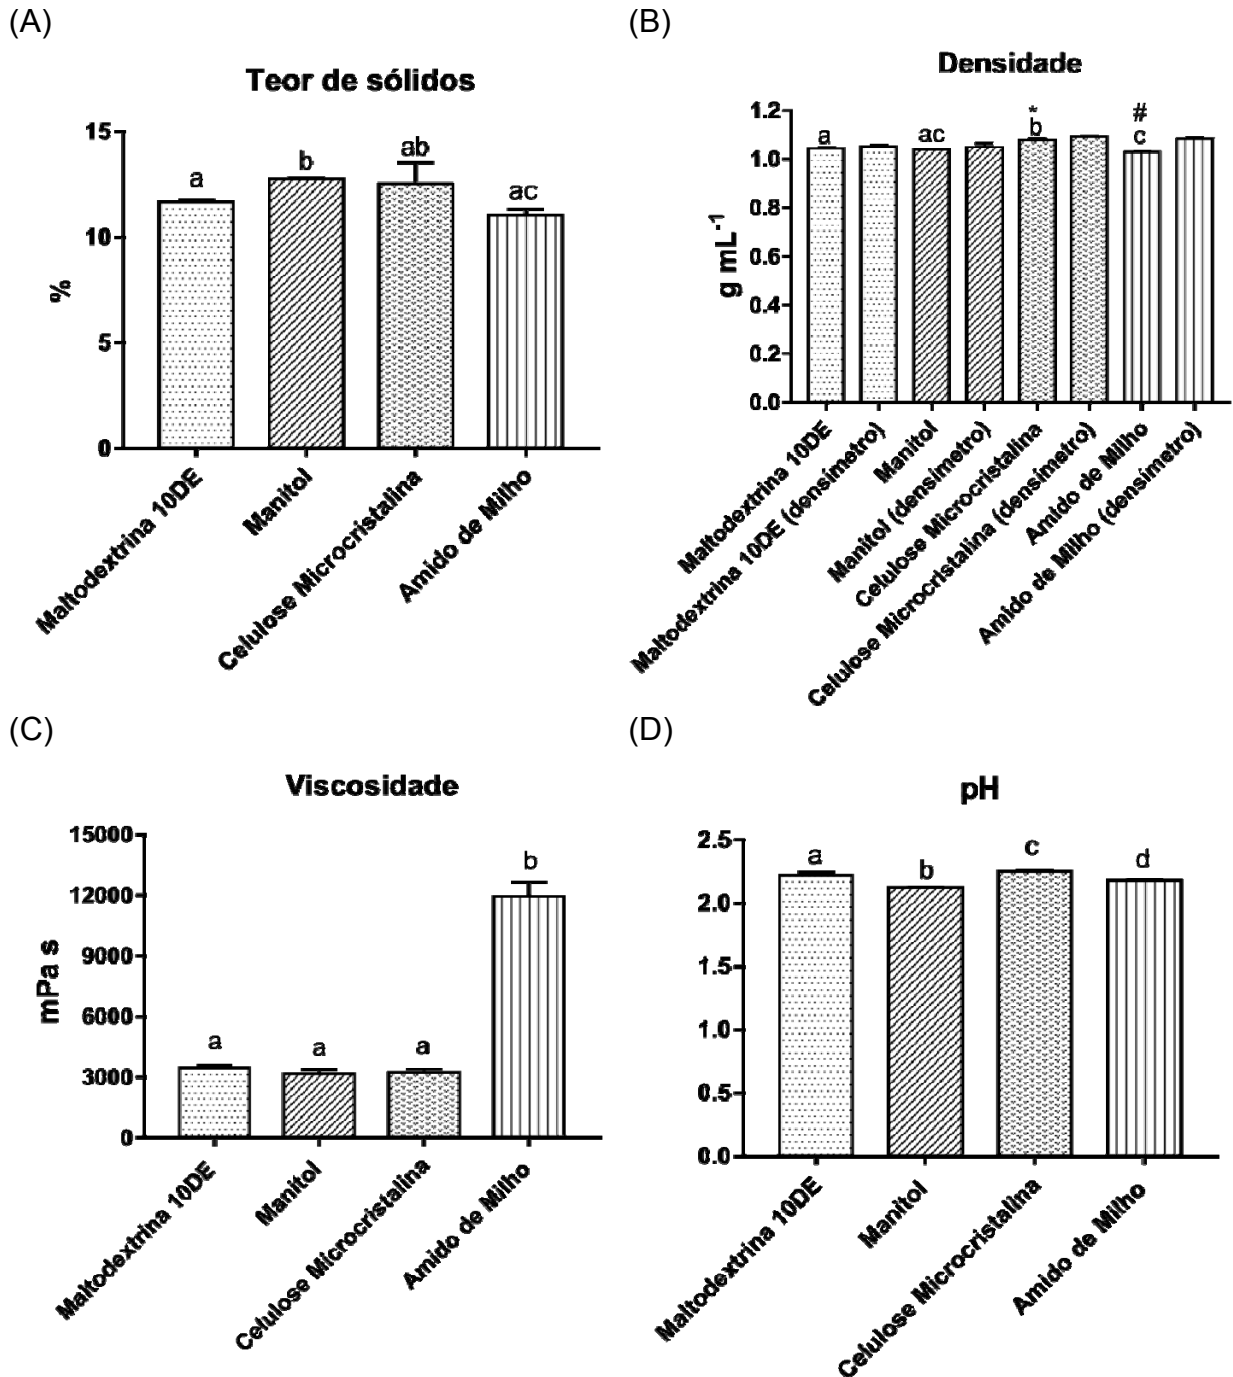 (A)
Teor de sólidos
15
10
5
0
%
a
b
ab
ac
Maltodextrina 10DE
Manitol
Celulose Microcristalina
Amido de Milho
(B)
Densidade
1.2
1.0
0.8
0.6
0.4
0.2
0.0
g mL-1
a
ac
*
b
#
c
Maltodextrina 10DE
Maltodextrina 10DE (densímetro)
Manitol
Manitol (densímetro)
Celulose Microcristalina
Celulose Microcristalina (densímetro)
Amido de Milho
Amido de Milho (densímetro)
(C)
Viscosidade
15000
12000
9000
6000
3000
0
mPa s
a
a
a
b
Maltodextrina 10DE
Manitol
Celulose Microcristalina
Amido de Milho
(D)
pH
2.5
2.0
1.5
1.0
0.5
0.0
a
b
c
d
Maltodextrina 10DE
Manitol
Celulose Microcristalina
Amido de Milho